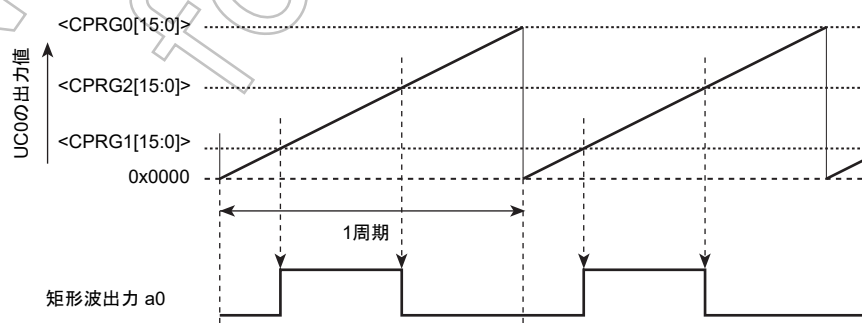 <CPRG0[15:0]>
<CPRG2[15:0]>
UC0の出力値
<CPRG1[15:0]>
0x0000
1周期
矩形波出力 a0